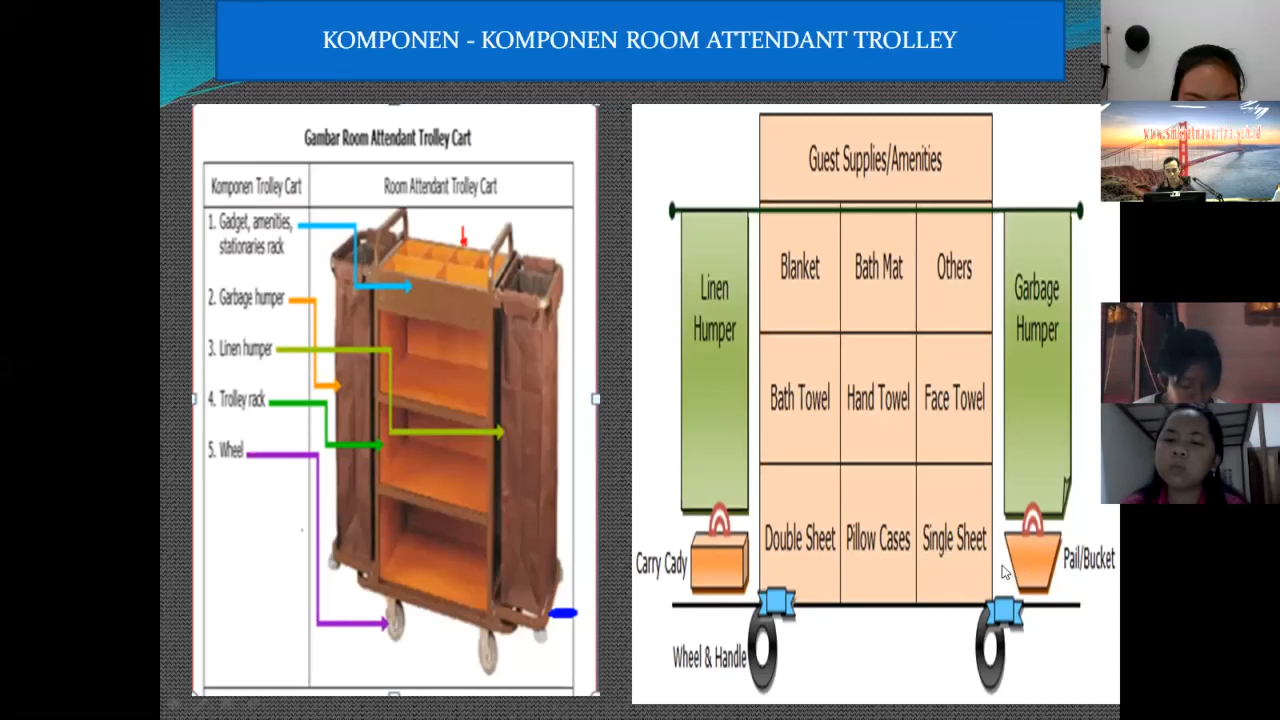 KOMPONEN - KOMPONEN ROOM ATTENDANT TROLLEY
Gambar Room Attendant Trolley Cart
Komponen Trolley Cart
Room Attendant Trolley Cart
1. Gadget, amenities,
stationaries rack
2. Garbage humper
3. Linen humper
4. Trolley rack
5. Wheel
Guest Supplies/Amenities
Linen
Humper
Blanket
Bath Mat
Others
Garbage
Humper
Bath Towel
Hand Towel
Face Towel
Double Sheet
Pillow Cases
Single Sheet
Carry Cady
Pail/Bucket
Wheel & Handle